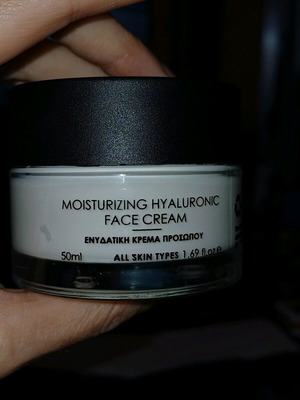 MOISTURIZING HYALURONIC
FACE CREAM
ΕΝΥΔΑΤΙΚΗ ΚΡΕΜΑ ΠΡΟΣΩΠΟΥ
50ml ALL SKIN TYPES 1.69 fl oz e